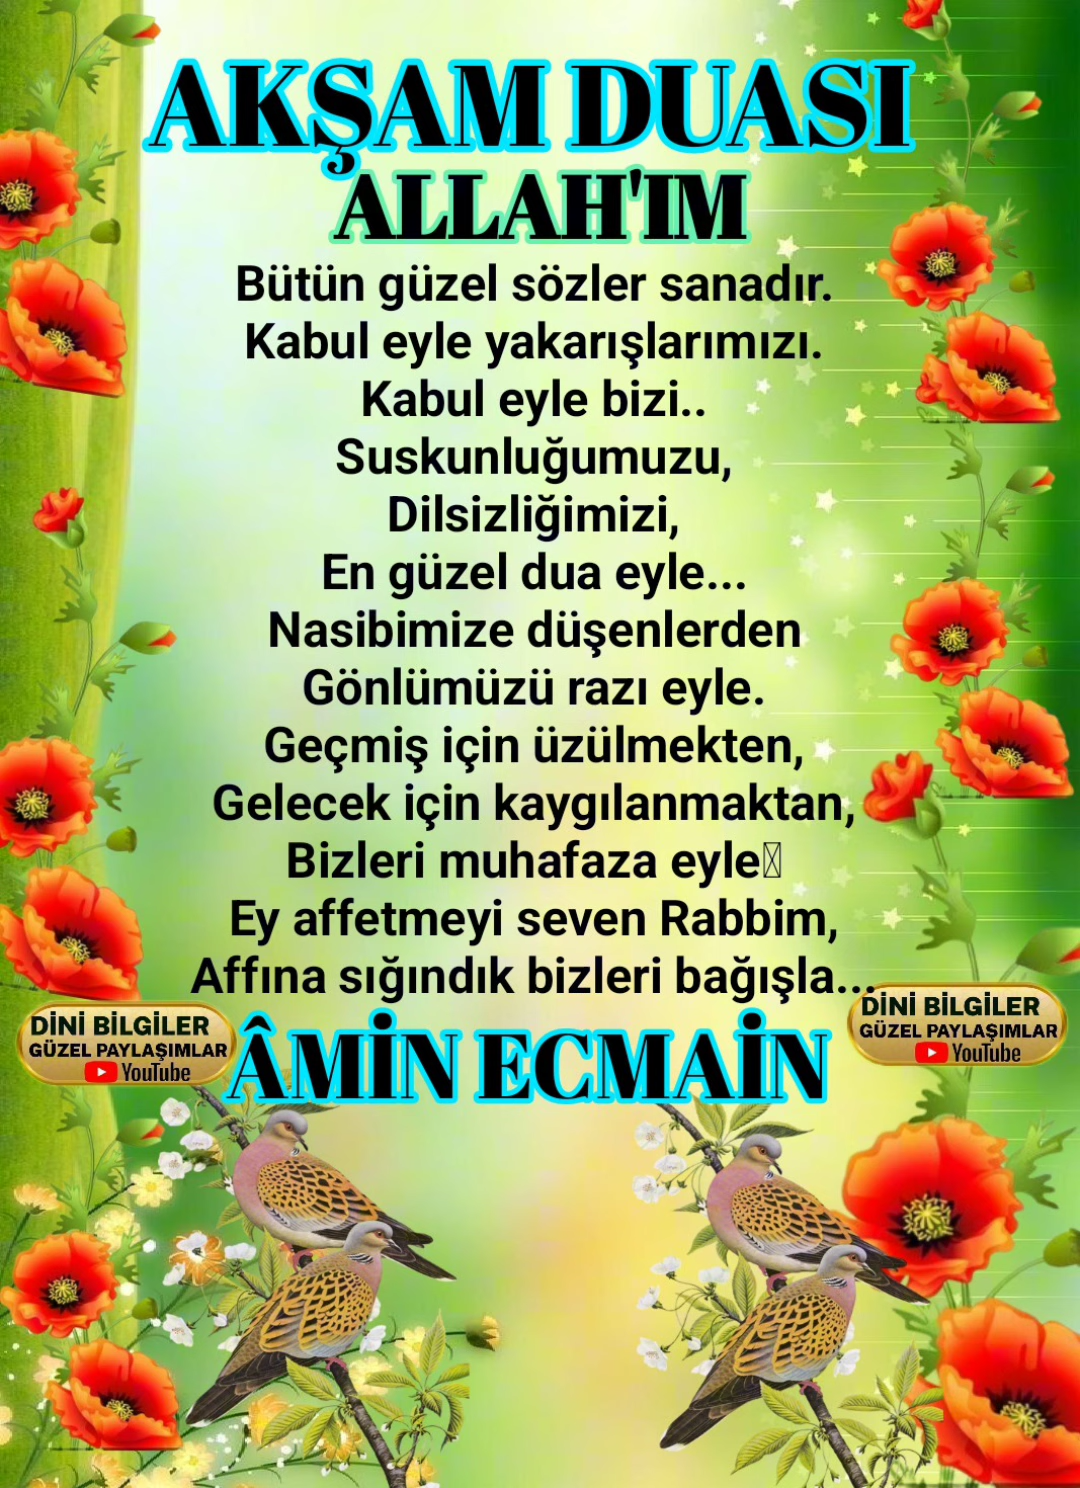 AKŞAM DUASI
ALLAH'IM
Bütün güzel sözler sanadır.
Kabul eyle yakarışlarımızı.
Kabul eyle bizi..
Suskunluğumuzu,
Dilsizliğimizi,
En güzel dua eyle...
Nasibimize düşenlerden
Gönlümüzü razı eyle.
Geçmiş için üzülmekten,
Gelecek için kaygılanmaktan,
Bizleri muhafaza eyle
Ey affetmeyi seven Rabbim,
Affına sığındık bizleri bağışla...
DİNİ BİLGİLER
GÜZEL PAYLAŞIMLAR
YouTube
DİNİ BİLGİLER
GÜZEL PAYLAŞIMLAR
YouTube
ÂMİN ECMAİN